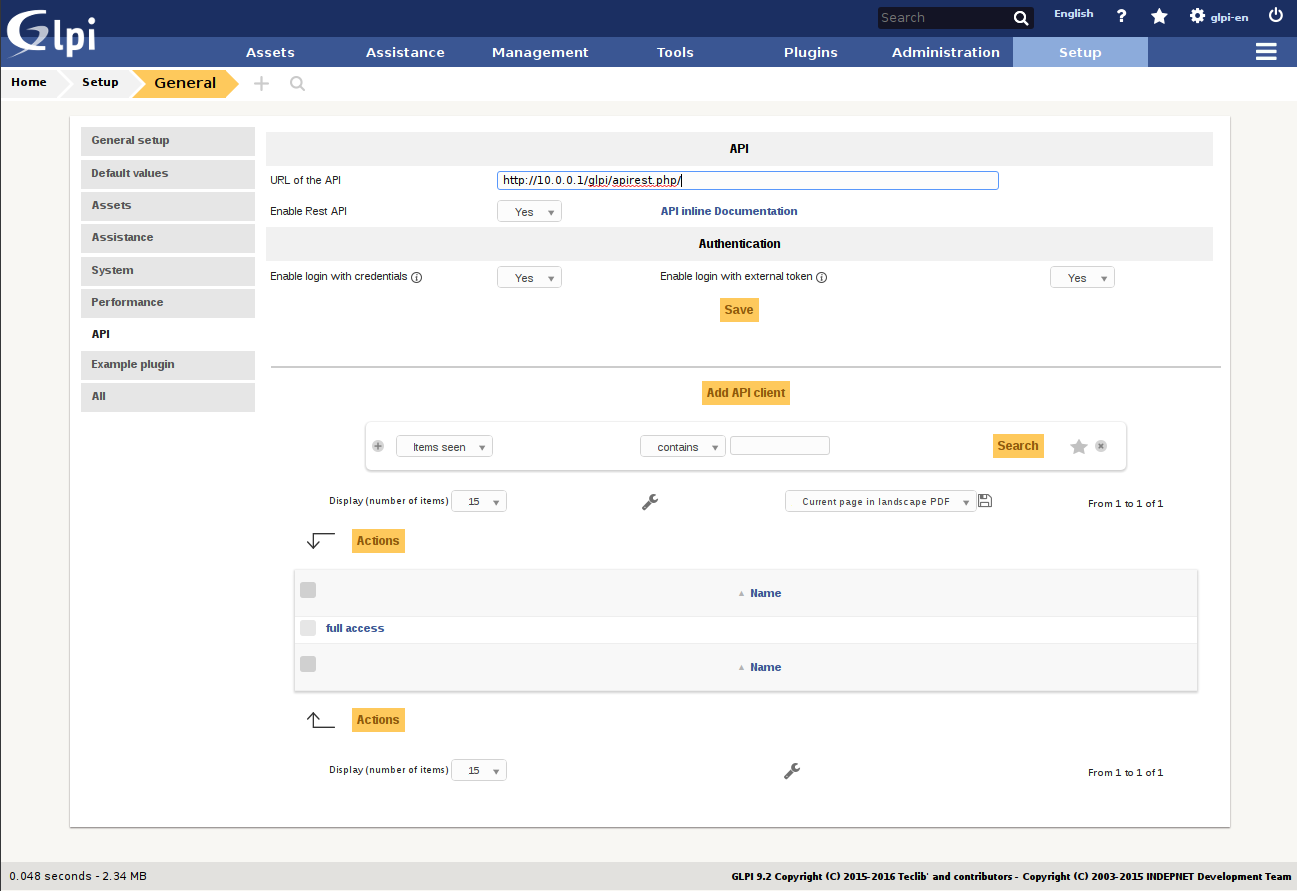 Glpi
Search
English
?
glpi-en
Assets
Assistance
Management
Tools
Plugins
Administration
Setup
Home
Setup
General
General setup
Default values
Assets
Assistance
System
Performance
API
Example plugin
All
API
URL of the API
http://10.0.0.1/glpi/apirest.php/
Enable Rest API
Yes
API inline Documentation
Authentication
Enable login with credentials
Yes
Enable login with external token
Yes
Save
Add API client
Items seen
contains
Search
Display (number of items)
15
Current page in landscape PDF
From 1 to 1 of 1
Actions
Name
full access
Name
Actions
Display (number of items)
15
From 1 to 1 of 1
0.048 seconds - 2.34 MB
GLPI 9.2 Copyright (C) 2015-2016 Teclib' and contributors - Copyright (C) 2003-2015 INDEPNET Development Team